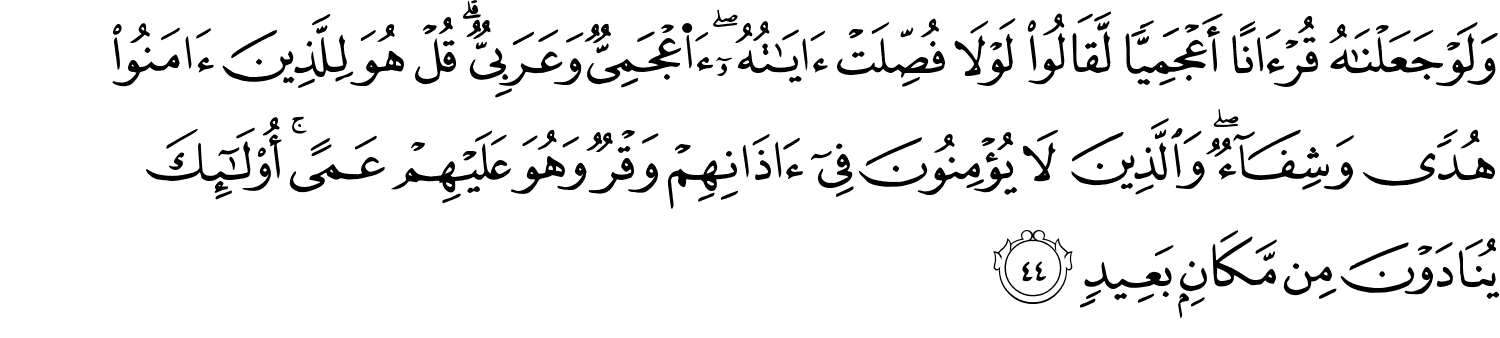 وَلَوْ جَعَلْنَٰهُ قُرْءَانًا أَعْجَمِيًّا لَّقَالُوا۟ لَوْلَا فُصِّلَتْ ءَايَٰتُهُۥٓ ۖ ءَا۬عْجَمِىٌّ وَعَرَبِىٌّ ۗ قُلْ هُوَ لِلَّذِينَ ءَامَنُوا۟
هُدًى وَشِفَآءٌ ۖ وَٱلَّذِينَ لَا يُؤْمِنُونَ فِىٓ ءَاذَانِهِمْ وَقْرٌ وَهُوَ عَلَيْهِمْ عَمًى ۚ أُو۟لَٰٓئِكَ
يُنَادَوْنَ مِن مَّكَانٍۭ بَعِيدٍ ٤٤